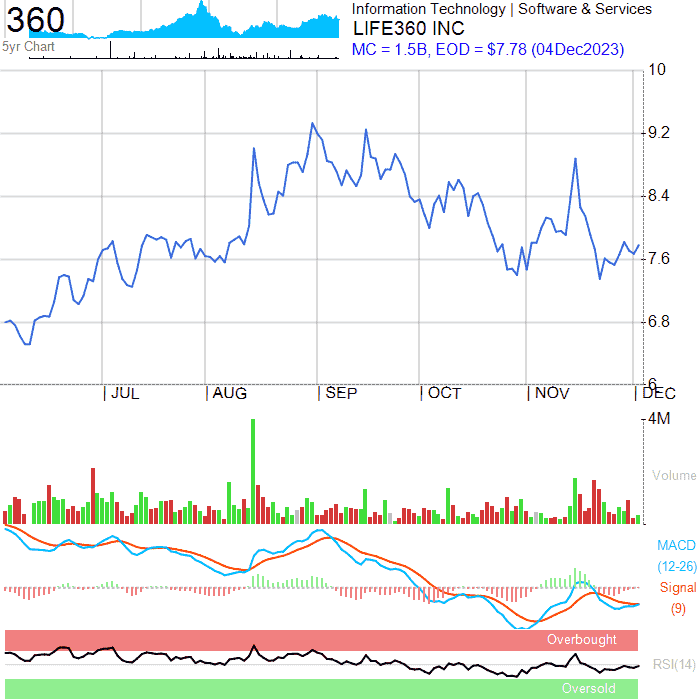 360
5yr Chart
Information Technology | Software & Services
LIFE360 INC
MC = 1.5B, EOD = $7.78 (04Dec2023)
10
9.2
8.4
7.6
6.8
6
JUL
AUG
SEP
OCT
NOV
DEC
4M
Volume
MACD
(12-26)
Signal
(9)
Overbought
RSI(14)
Oversold